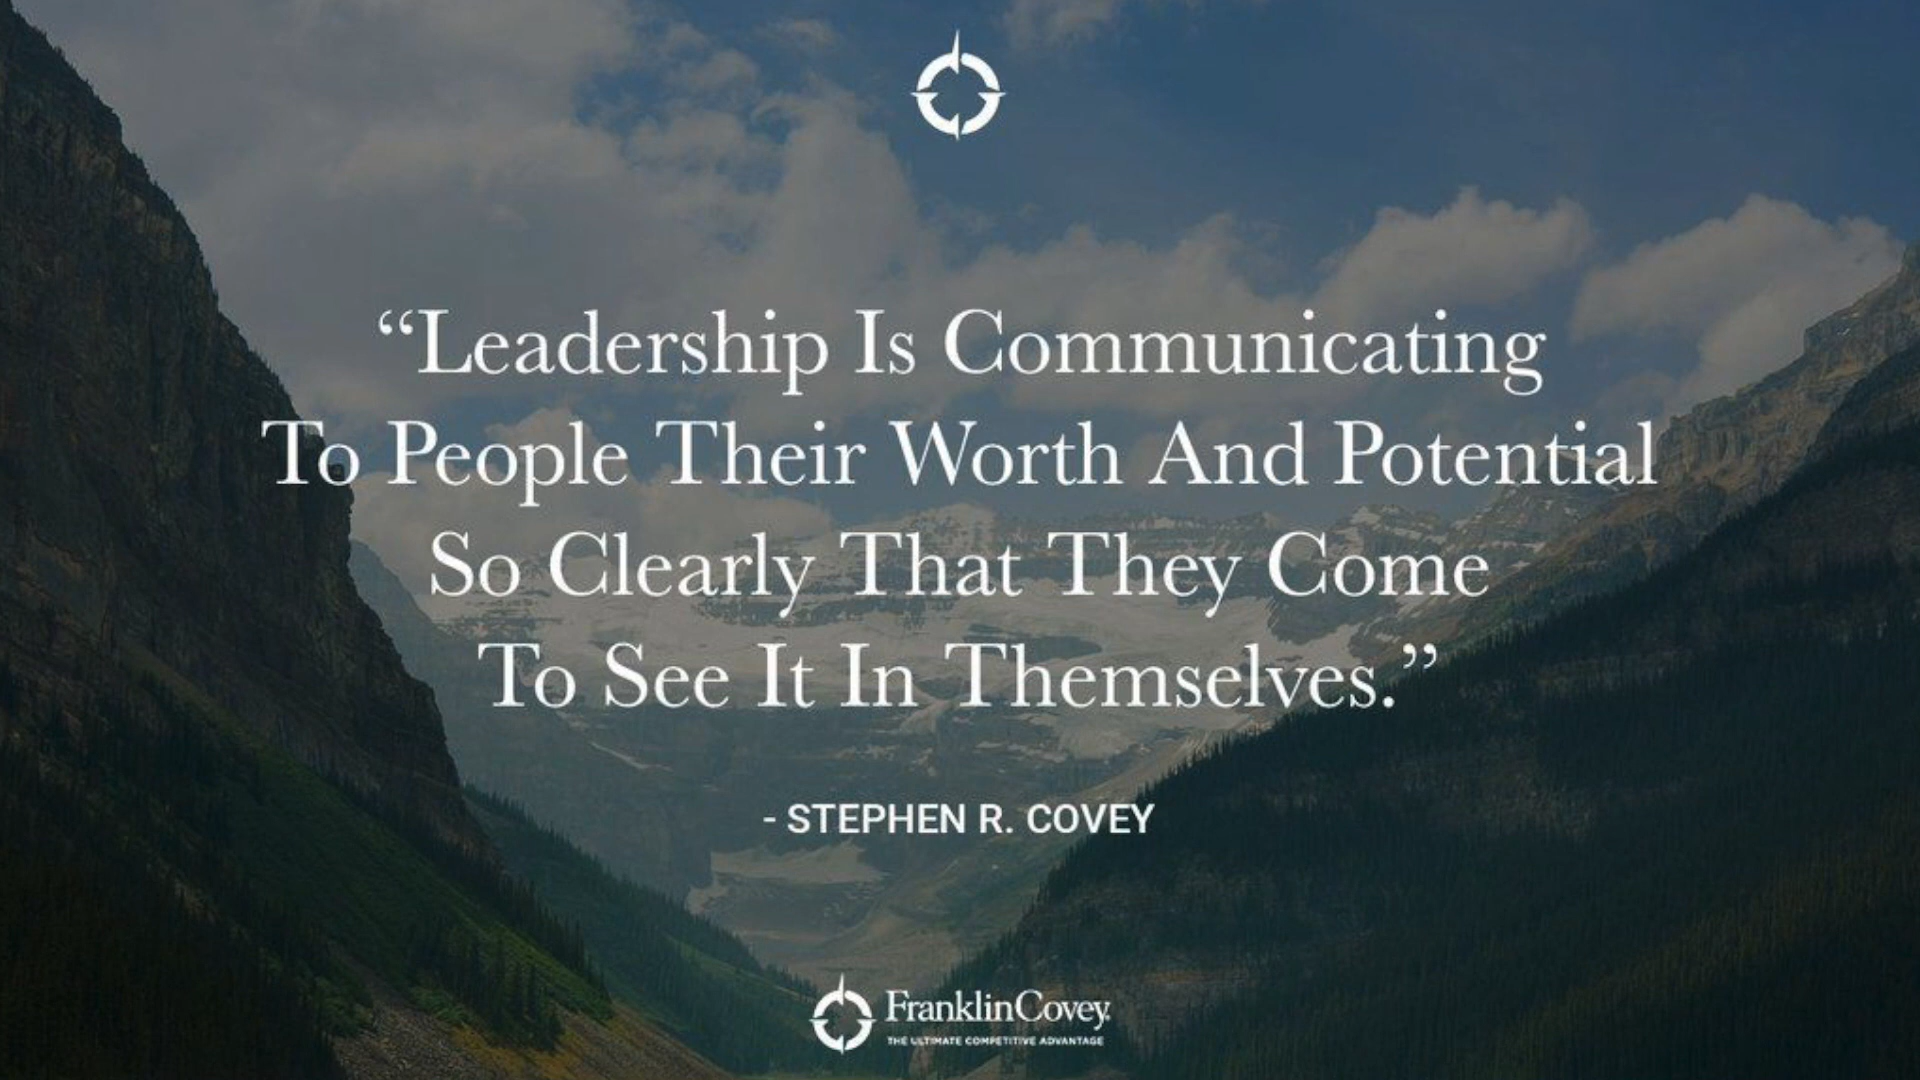 “Leadership Is Communicating
To People Their Worth And Potential
So Clearly That They Come
To See It In Themselves.”
- STEPHEN R. COVEY
FranklinCovey
THE ULTIMATE COMPETITIVE ADVANTAGE